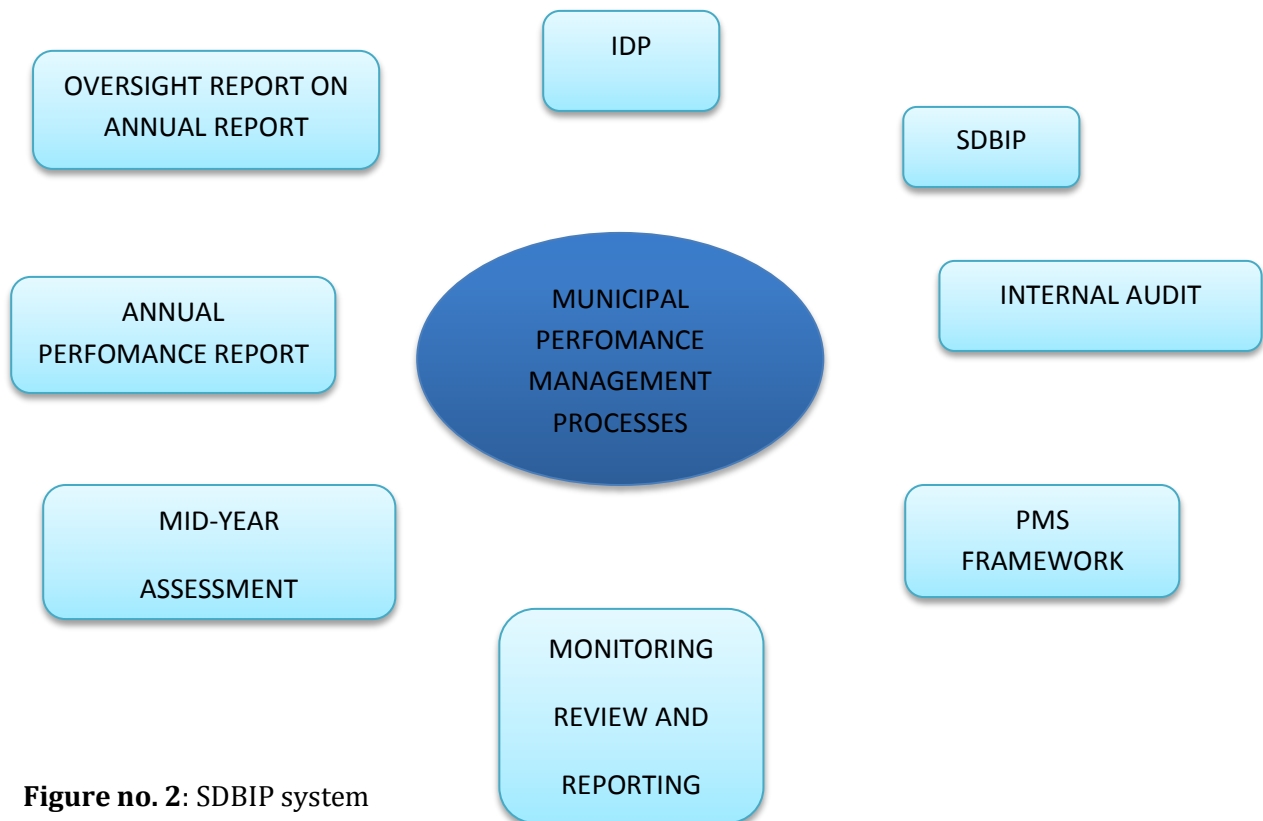 IDP
OVERSIGHT REPORT ON
ANNUAL REPORT
SDBIP
MUNICIPAL
PERFOMANCE
MANAGEMENT
PROCESSES
INTERNAL AUDIT
ANNUAL
PERFOMANCE REPORT
MID-YEAR
ASSESSMENT
PMS
FRAMEWORK
MONITORING
REVIEW AND
REPORTING
Figure no. 2: SDBIP system